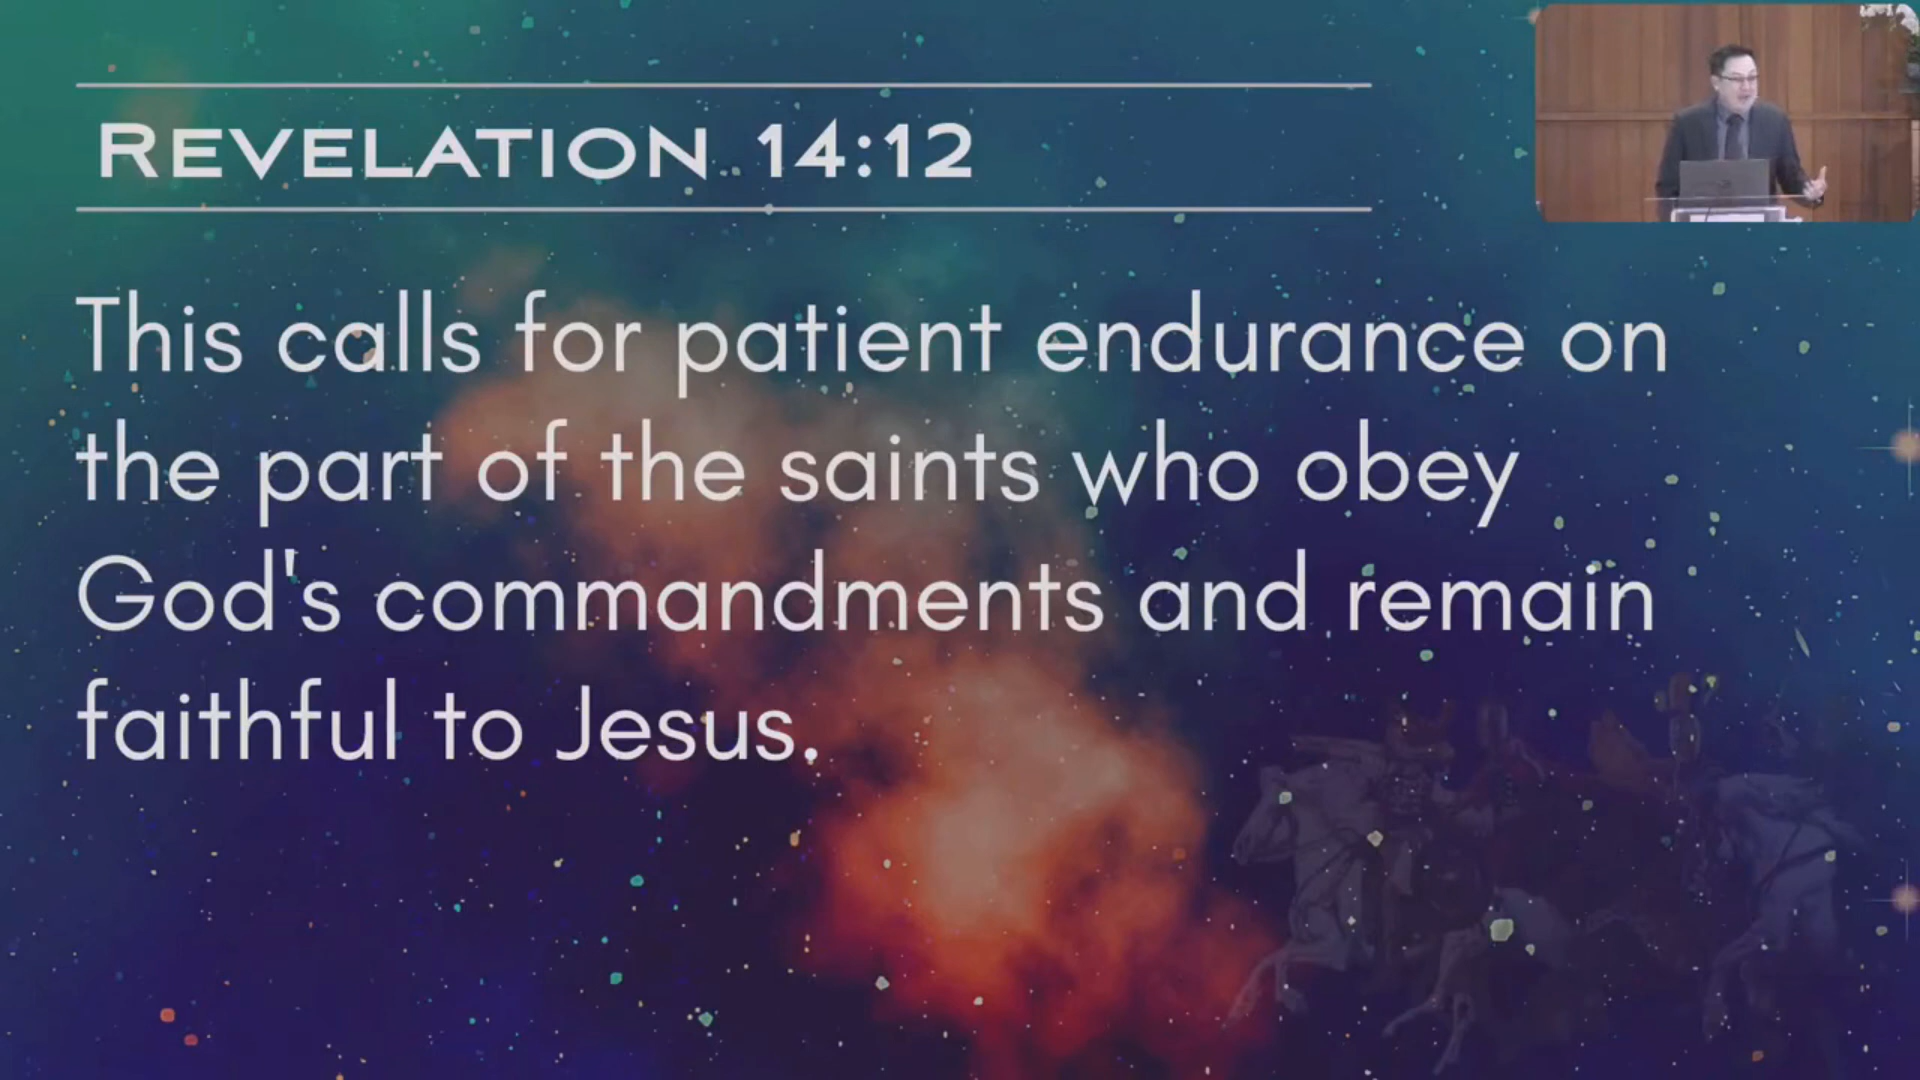 REVELATION 14:12
This calls for patient endurance on
the part of the saints who obey
God's commandments and remain
faithful to Jesus.